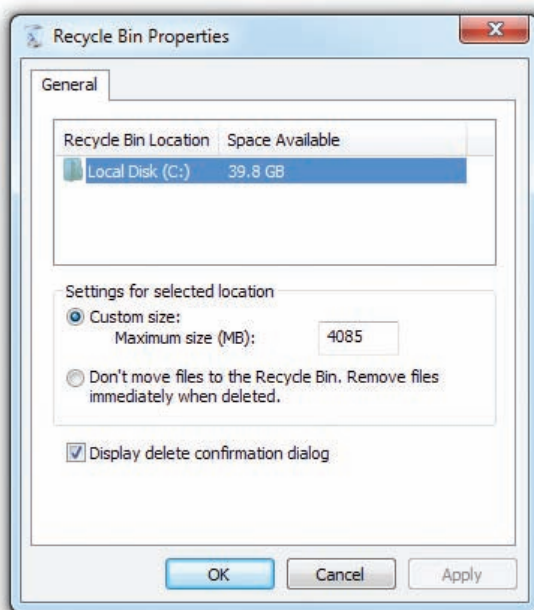 Recycle Bin Properties
General
Recycle Bin Location Space Available
Local Disk (C:) 39.8 GB
Settings for selected location
Custom size:
Maximum size (MB): 4085
Don't move files to the Recycle Bin. Remove files
immediately when deleted.
Display delete confirmation dialog
OK Cancel Apply